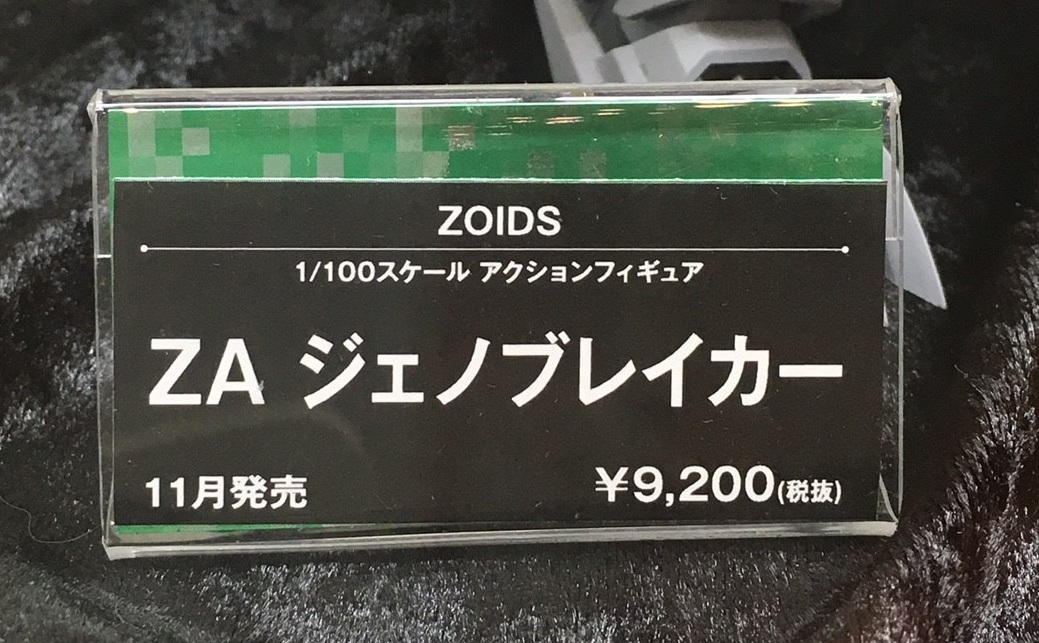 ZOIDS
1/100スケール アクションフィギュア
ZA ジェノブレイカー
11月発売
¥9,200(税抜)